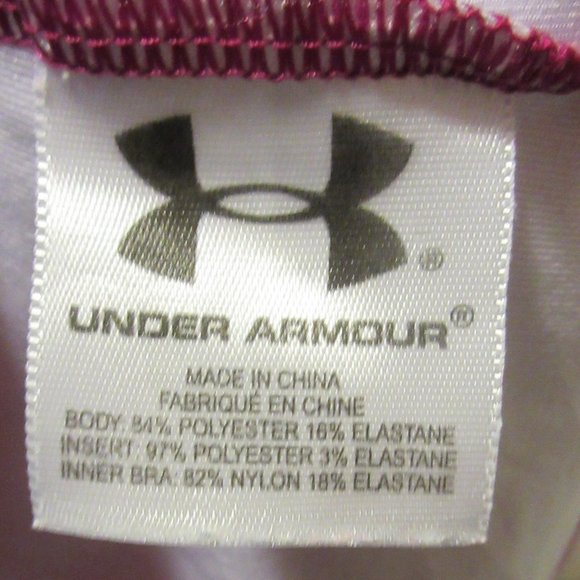 ®
UNDER ARMOUR®
MADE IN CHINA
FABRIQUÉ EN CHINE
BODY: 84% POLYESTER 16% ELASTANE
INSERT: 97% POLYESTER 3% ELASTANE
INNER BRA: 82% NYLON 18% ELASTANE